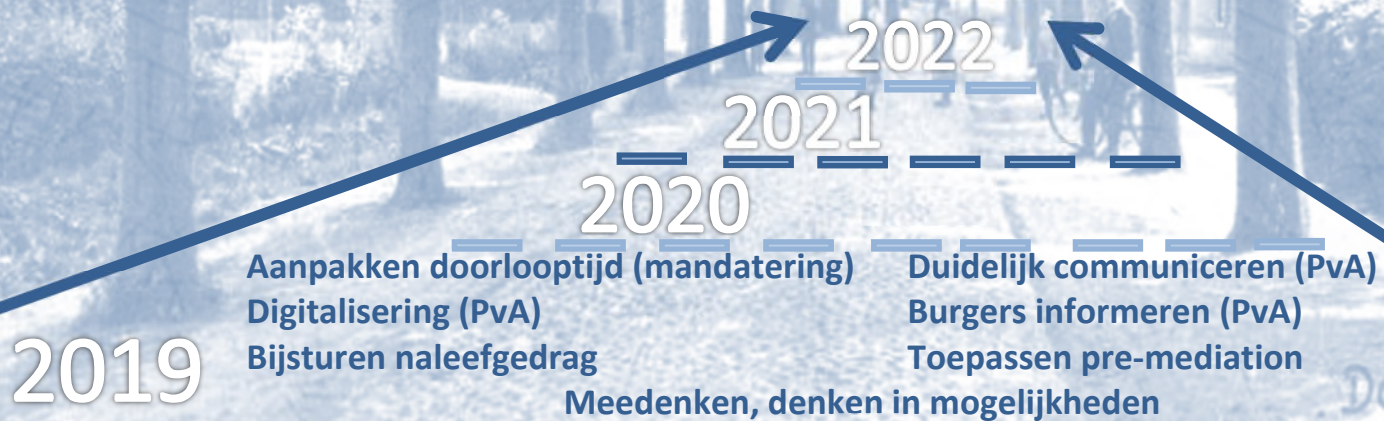 2022
2021
2020
Aanpakken doorlooptijd (mandatering)
Digitalisering (PvA)
Bijsturen naleefgedrag
Duidelijk communiceren (PvA)
Burgers informeren (PvA)
Toepassen pre-mediation
2019
Meedenken, denken in mogelijkheden